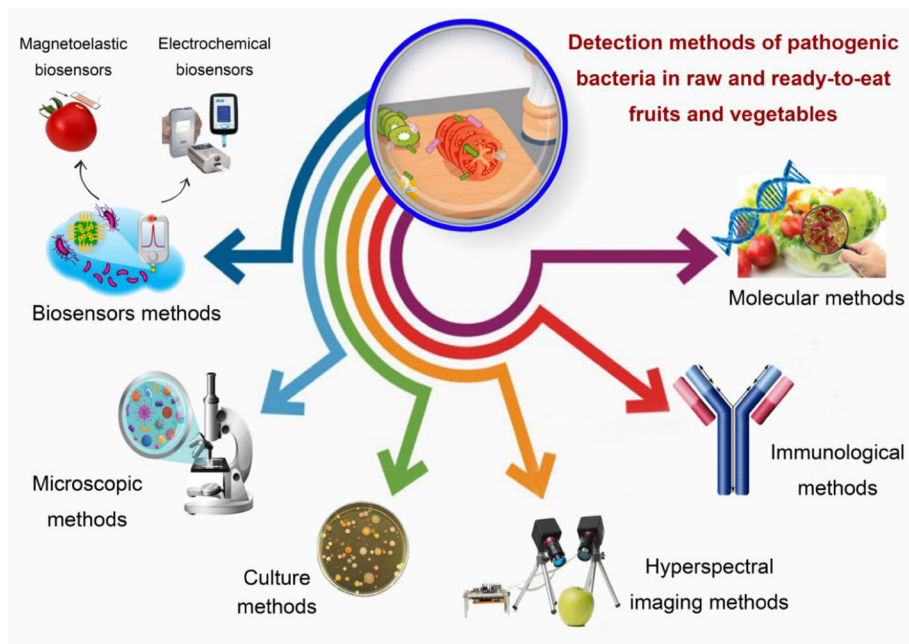 Magnetoelastic
biosensors
Electrochemical
biosensors
Detection methods of pathogenic
bacteria in raw and ready-to-eat
fruits and vegetables
Biosensors methods
Molecular methods
Microscopic
methods
Immunological
methods
Culture
methods
Hyperspectral
imaging methods